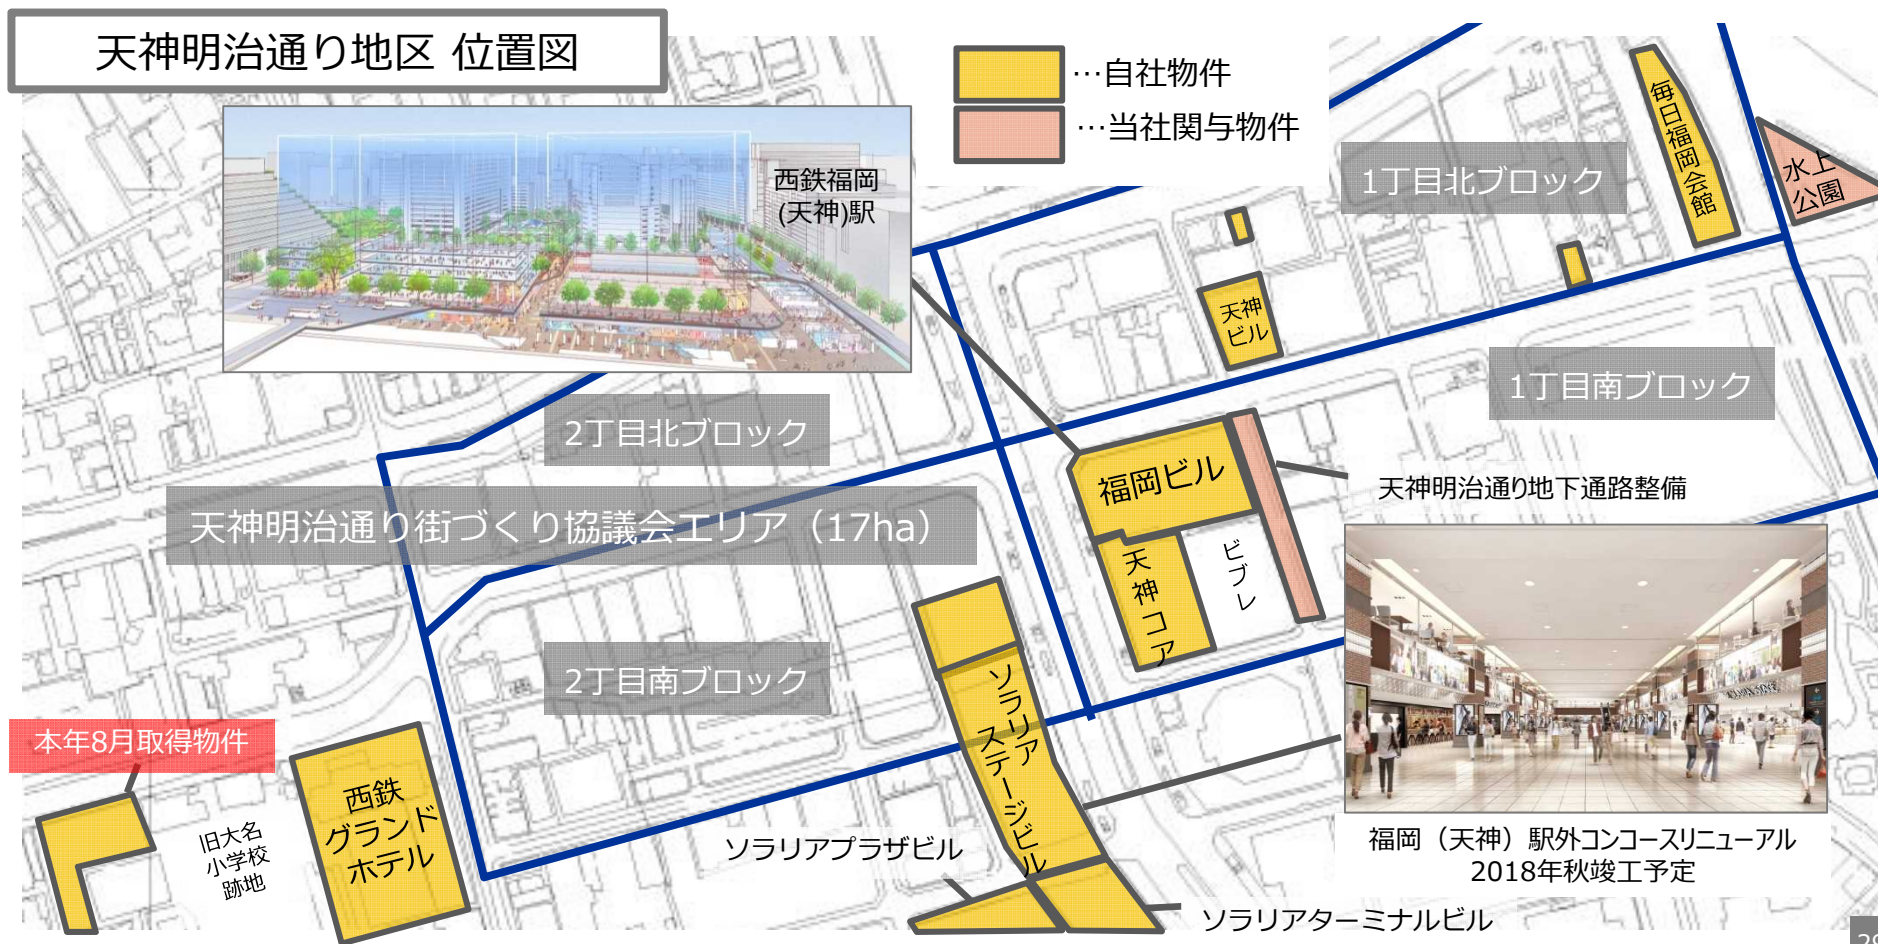 天神明治通り地区 位置図
…自社物件
…当社関与物件
西鉄福岡
(天神)駅
1丁目北ブロック
毎日福岡会館
水上
公園
天神
ビル
1丁目南ブロック
2丁目北ブロック
福岡ビル
天神明治通り地下通路整備
天神明治通り街づくり協議会エリア（17ha）
天神コア
ビブレ
2丁目南ブロック
ソラリア
ステージビル
本年8月取得物件
西鉄
グランド
ホテル
旧大名
小学校
跡地
ソラリアプラザビル
福岡（天神）駅外コンコースリニューアル
2018年秋竣工予定
ソラリアターミナルビル